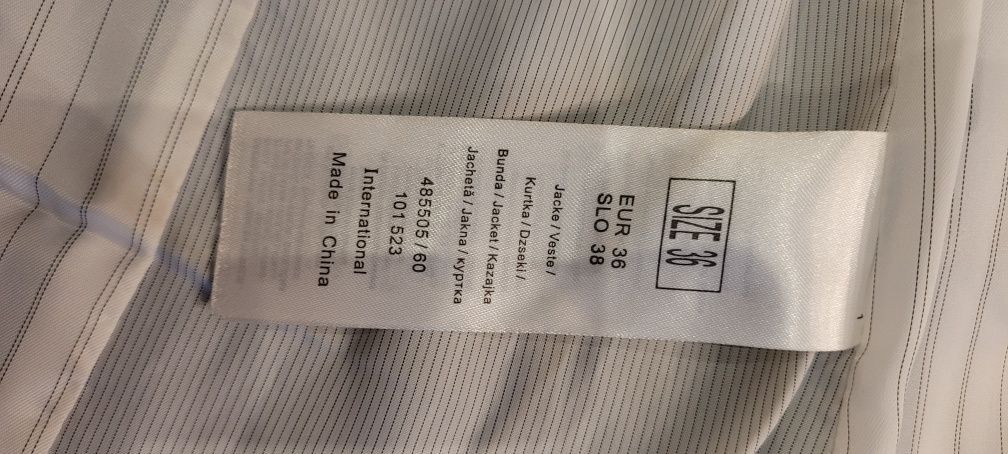 SIZE 36
EUR 36
SLO 38
Jacke / Veste /
Kurtka / Dzseki /
Bunda / Jacket / Kazajka
Jachetă / Jakna / куртка
485505 / 60
101 523
International
Made in China